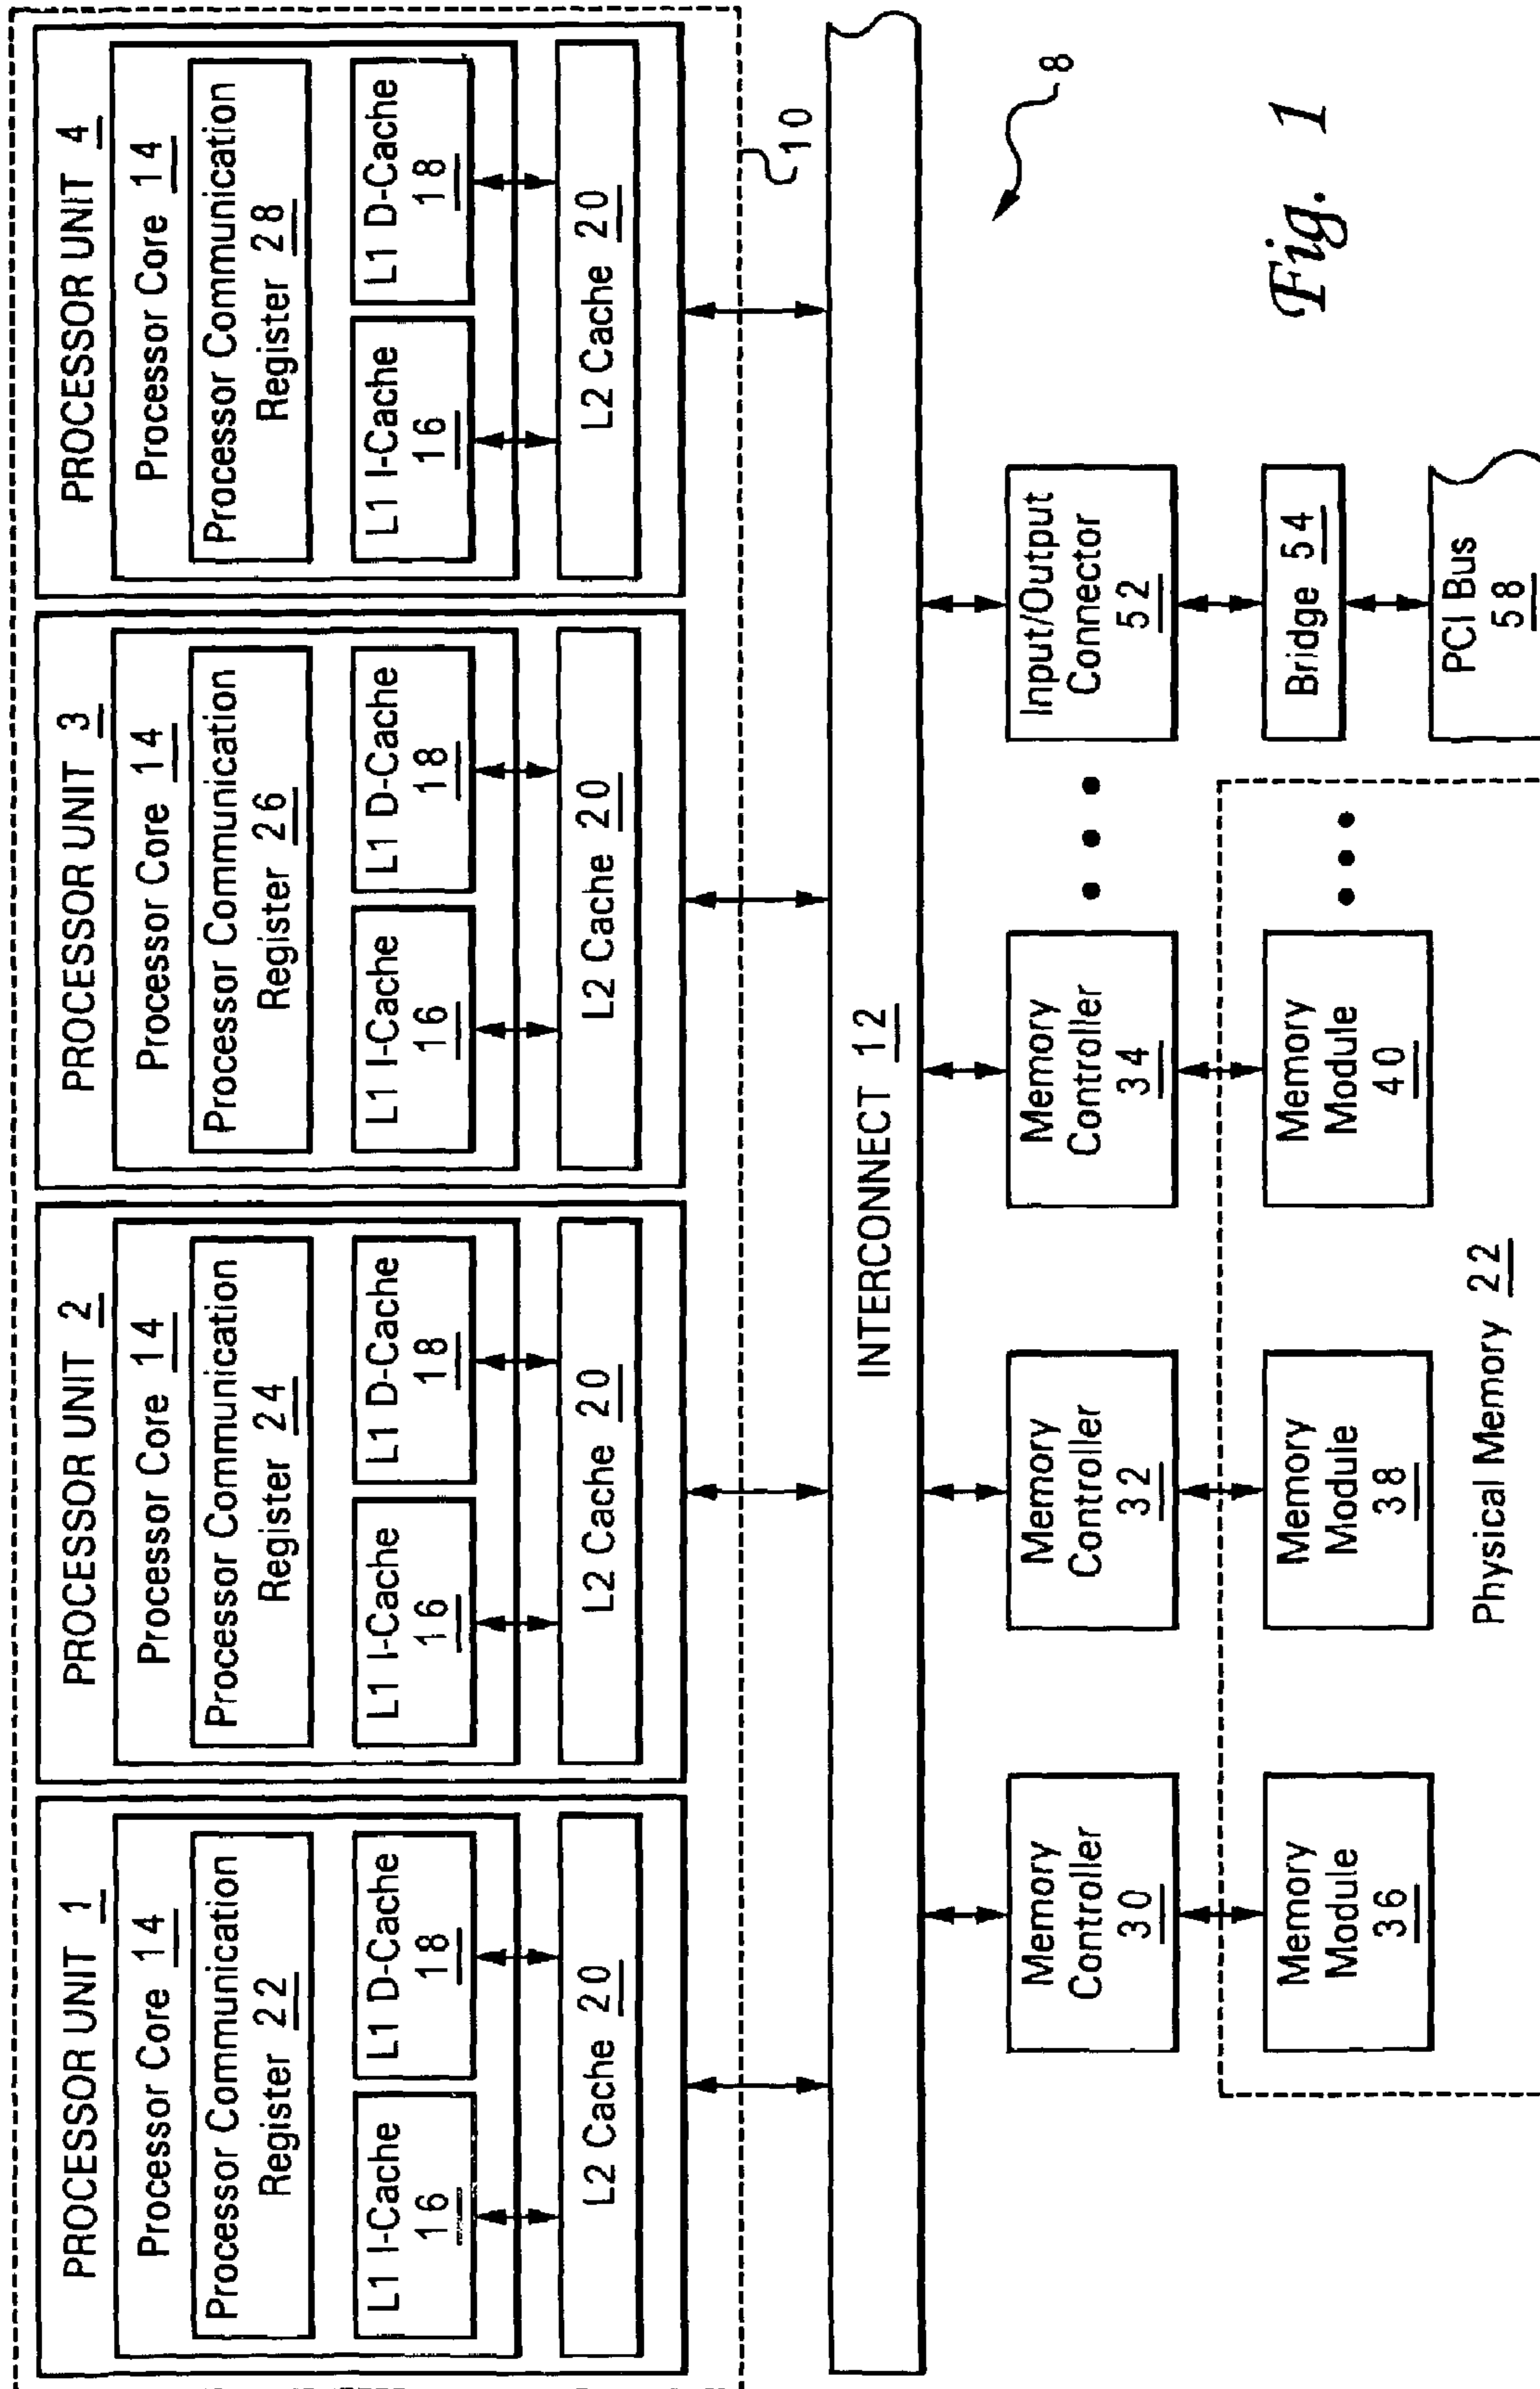 PROCESSOR UNIT 1
Processor Core 14
Processor Communication
Register 22
L1 I-Cache
16
L1 D-Cache
18
L2 Cache 20
PROCESSOR UNIT 2
Processor Core 14
Processor Communication
Register 24
L1 I-Cache
16
L1 D-Cache
18
L2 Cache 20
PROCESSOR UNIT 3
Processor Core 14
Processor Communication
Register 26
L1 I-Cache
16
L1 D-Cache
18
L2 Cache 20
PROCESSOR UNIT 4
Processor Core 14
Processor Communication
Register 28
L1 I-Cache
16
L1 D-Cache
18
L2 Cache 20
10
INTERCONNECT 12
8
Memory
Controller
30
Memory
Controller
32
Memory
Controller
34
Input/Output
Connector
52
Memory
Module
36
Memory
Module
38
Memory
Module
40
Bridge 54
PCI Bus
58
Physical Memory 22
Fig. 1